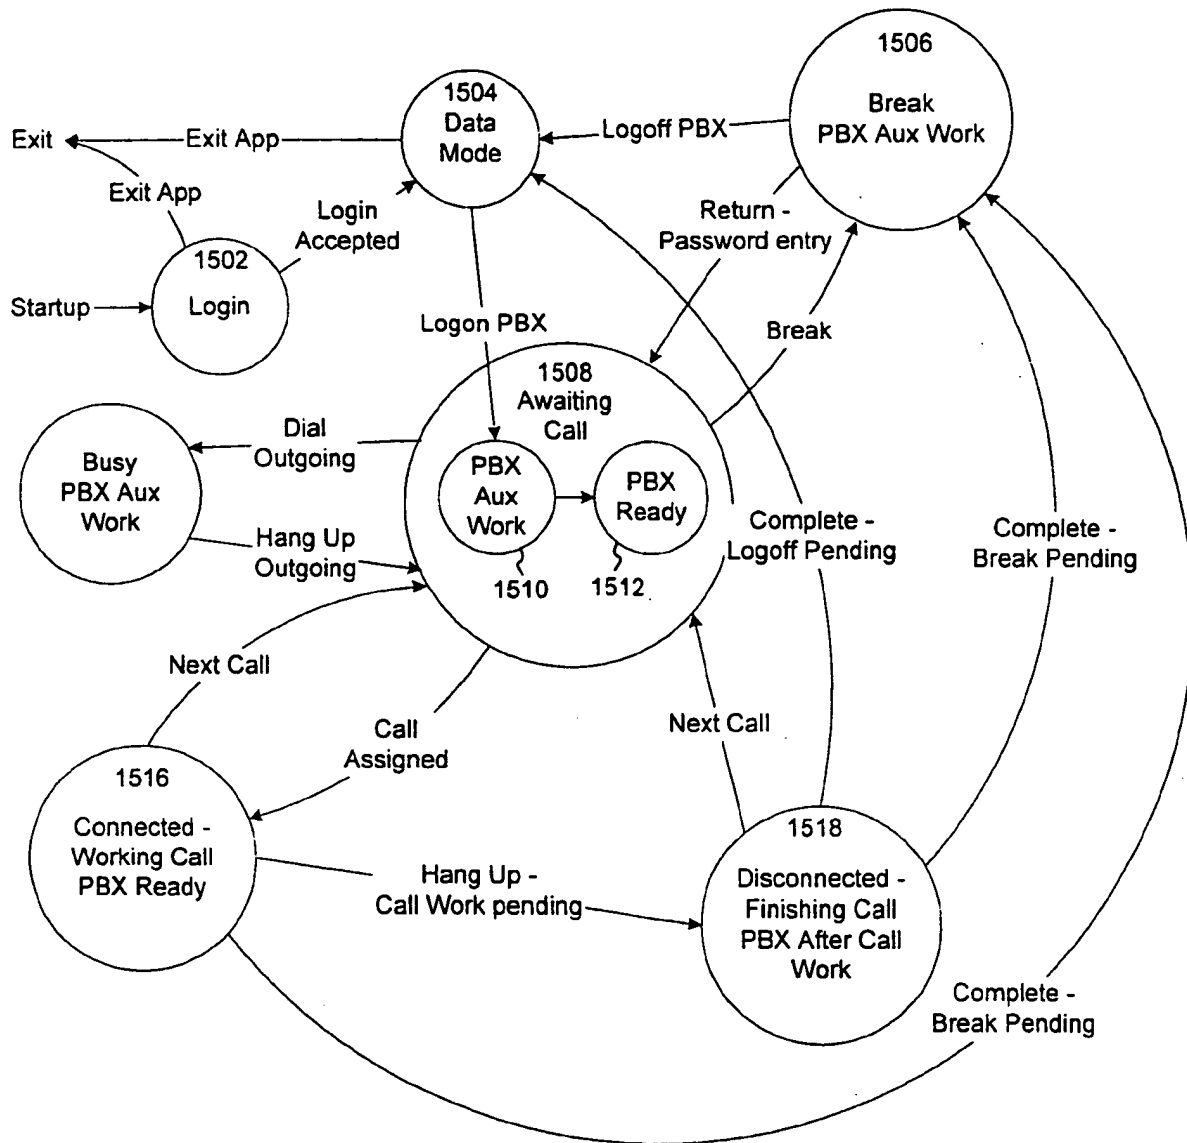 1506
Break
PBX Aux Work
1504
Data
Mode
Logoff PBX
Exit
Exit App
Exit App
Login
Accepted
Return -
Password entry
1502
Login
Startup
Logon PBX
Break
1508
Awaiting
Call
Dial
Outgoing
Busy
PBX Aux
Work
PBX
Aux
Work
PBX
Ready
Hang Up
Outgoing
1510
1512
Complete -
Logoff Pending
Complete -
Break Pending
Next Call
Next Call
Call
Assigned
1516
Connected -
Working Call
PBX Ready
Hang Up -
Call Work pending
1518
Disconnected -
Finishing Call
PBX After Call
Work
Complete -
Break Pending